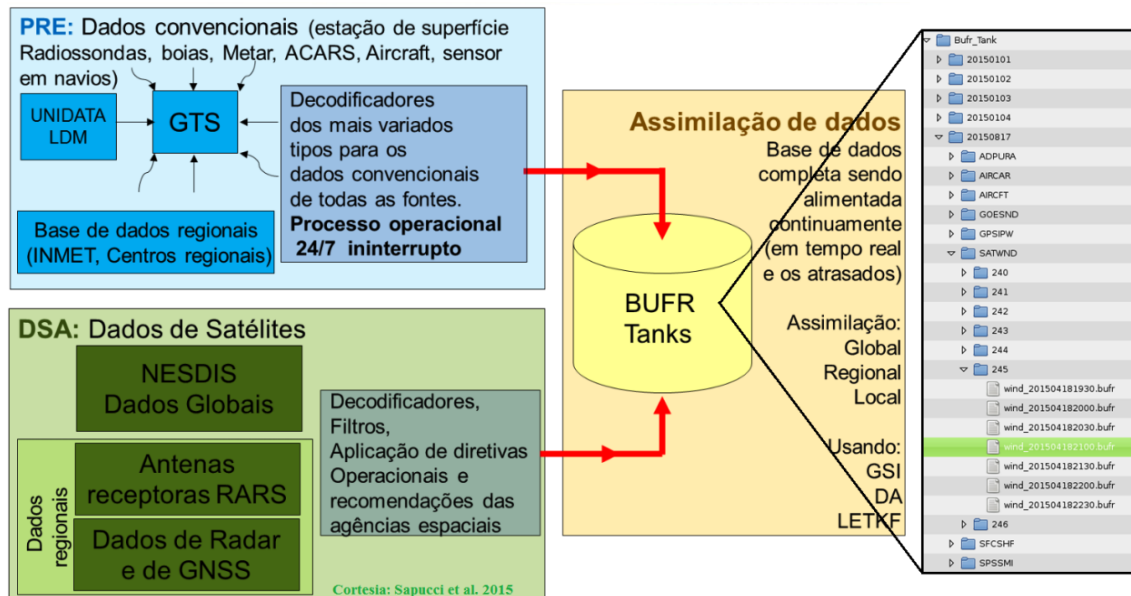 PRE: Dados convencionais (estação de superfície
Radiossondas, boias, Metar, ACARS, Aircraft, sensor
em navios)
UNIDATA
LDM
GTS
Base de dados regionais
(INMET, Centros regionais)
Decodificadores
dos mais variados
tipos para os
dados convencionais
de todas as fontes.
Processo operacional
24/7 ininterrupto
DSA: Dados de Satélites
NESDIS
Dados Globais
Dados
regionais
Antenas
receptoras RARS
Dados de Radar
e de GNSS
Decodificadores,
Filtros,
Aplicação de diretivas
Operacionais e
recomendações das
agências espaciais
Cortesia: Sapucci et al. 2015
Assimilação de dados
Base de dados
completa sendo
alimentada
continuamente
(em tempo real
e os atrasados)
BUFR
Tanks
Assimilação:
Global
Regional
Local
Usando:
GSI
DA
LETKF
Bufr_Tank
20150101
20150102
20150103
20150104
20150817
ADPURA
AIRCAR
AIRCFT
GOESND
GPSIPW
SATWND
240
241
242
243
244
245
wind_201504181930.bufr
wind_201504182000.bufr
wind_201504182030.bufr
wind_201504182100.bufr
wind_201504182130.bufr
wind_201504182200.bufr
wind_201504182230.bufr
246
SFCSHF
SPSSMI